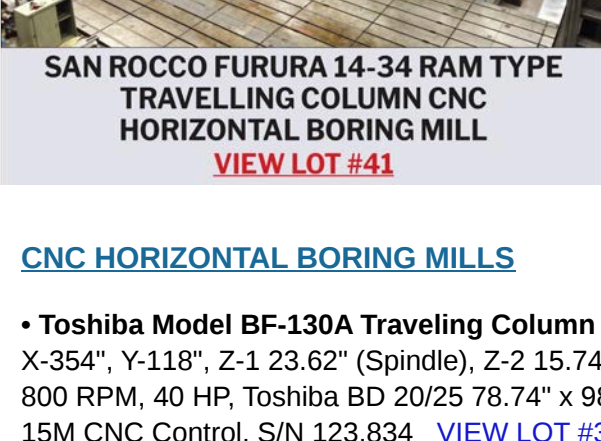 SAN ROCCO FURURA 14-34 RAM TYPE
TRAVELLING COLUMN CNC
HORIZONTAL BORING MILL
VIEW LOT #41
CNC HORIZONTAL BORING MILLS
• Toshiba Model BF-130A Traveling Column
X-354", Y-118", Z-1 23.62" (Spindle), Z-2 15.74
800 RPM, 40 HP, Toshiba BD 20/25 78.74" x 98
15M CNC Control, S/N 123,834 VIEW LOT #3